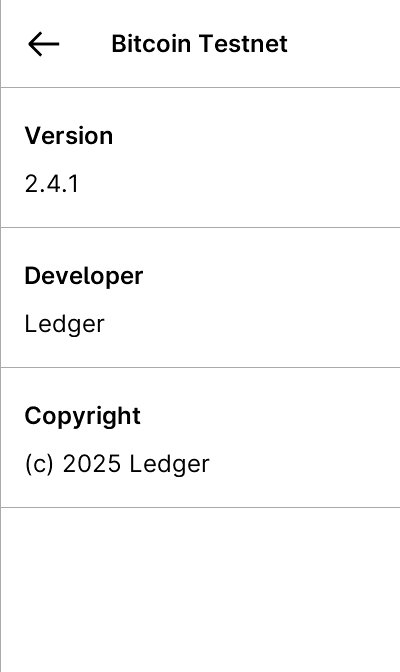 Bitcoin Testnet
Version
2.4.1
Developer
Ledger
Copyright
(c) 2025 Ledger